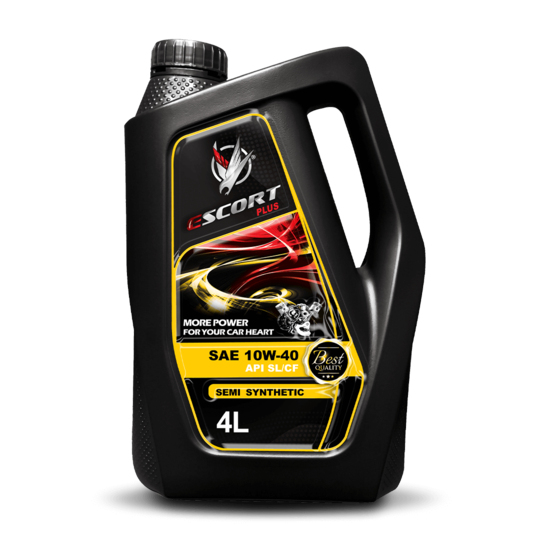 ®
ESCORT
PLUS
MORE POWER
FOR YOUR CAR HEART
SAE 10W-40
API SL/CF
Best
QUALITY
SEMI SYNTHETIC
4L